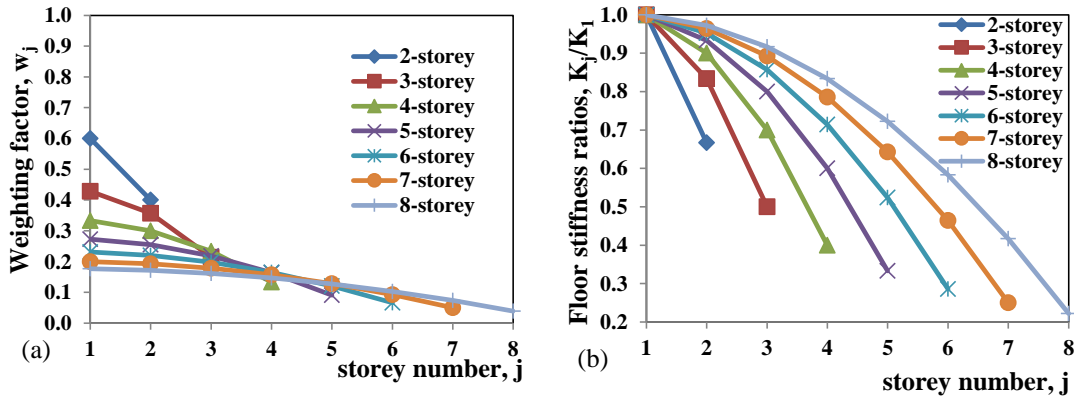 Weighting factor, wj
1.0
0.9
0.8
0.7
0.6
0.5
0.4
0.3
0.2
0.1
0.0
2-storey
3-storey
4-storey
5-storey
6-storey
7-storey
8-storey
1 2 3 4 5 6 7 8
storey number, j
(a)
Floor stiffness ratios, Kj/K1
1.0
0.9
0.8
0.7
0.6
0.5
0.4
0.3
0.2
2-storey
3-storey
4-storey
5-storey
6-storey
7-storey
8-storey
1 2 3 4 5 6 7 8
storey number, j
(b)